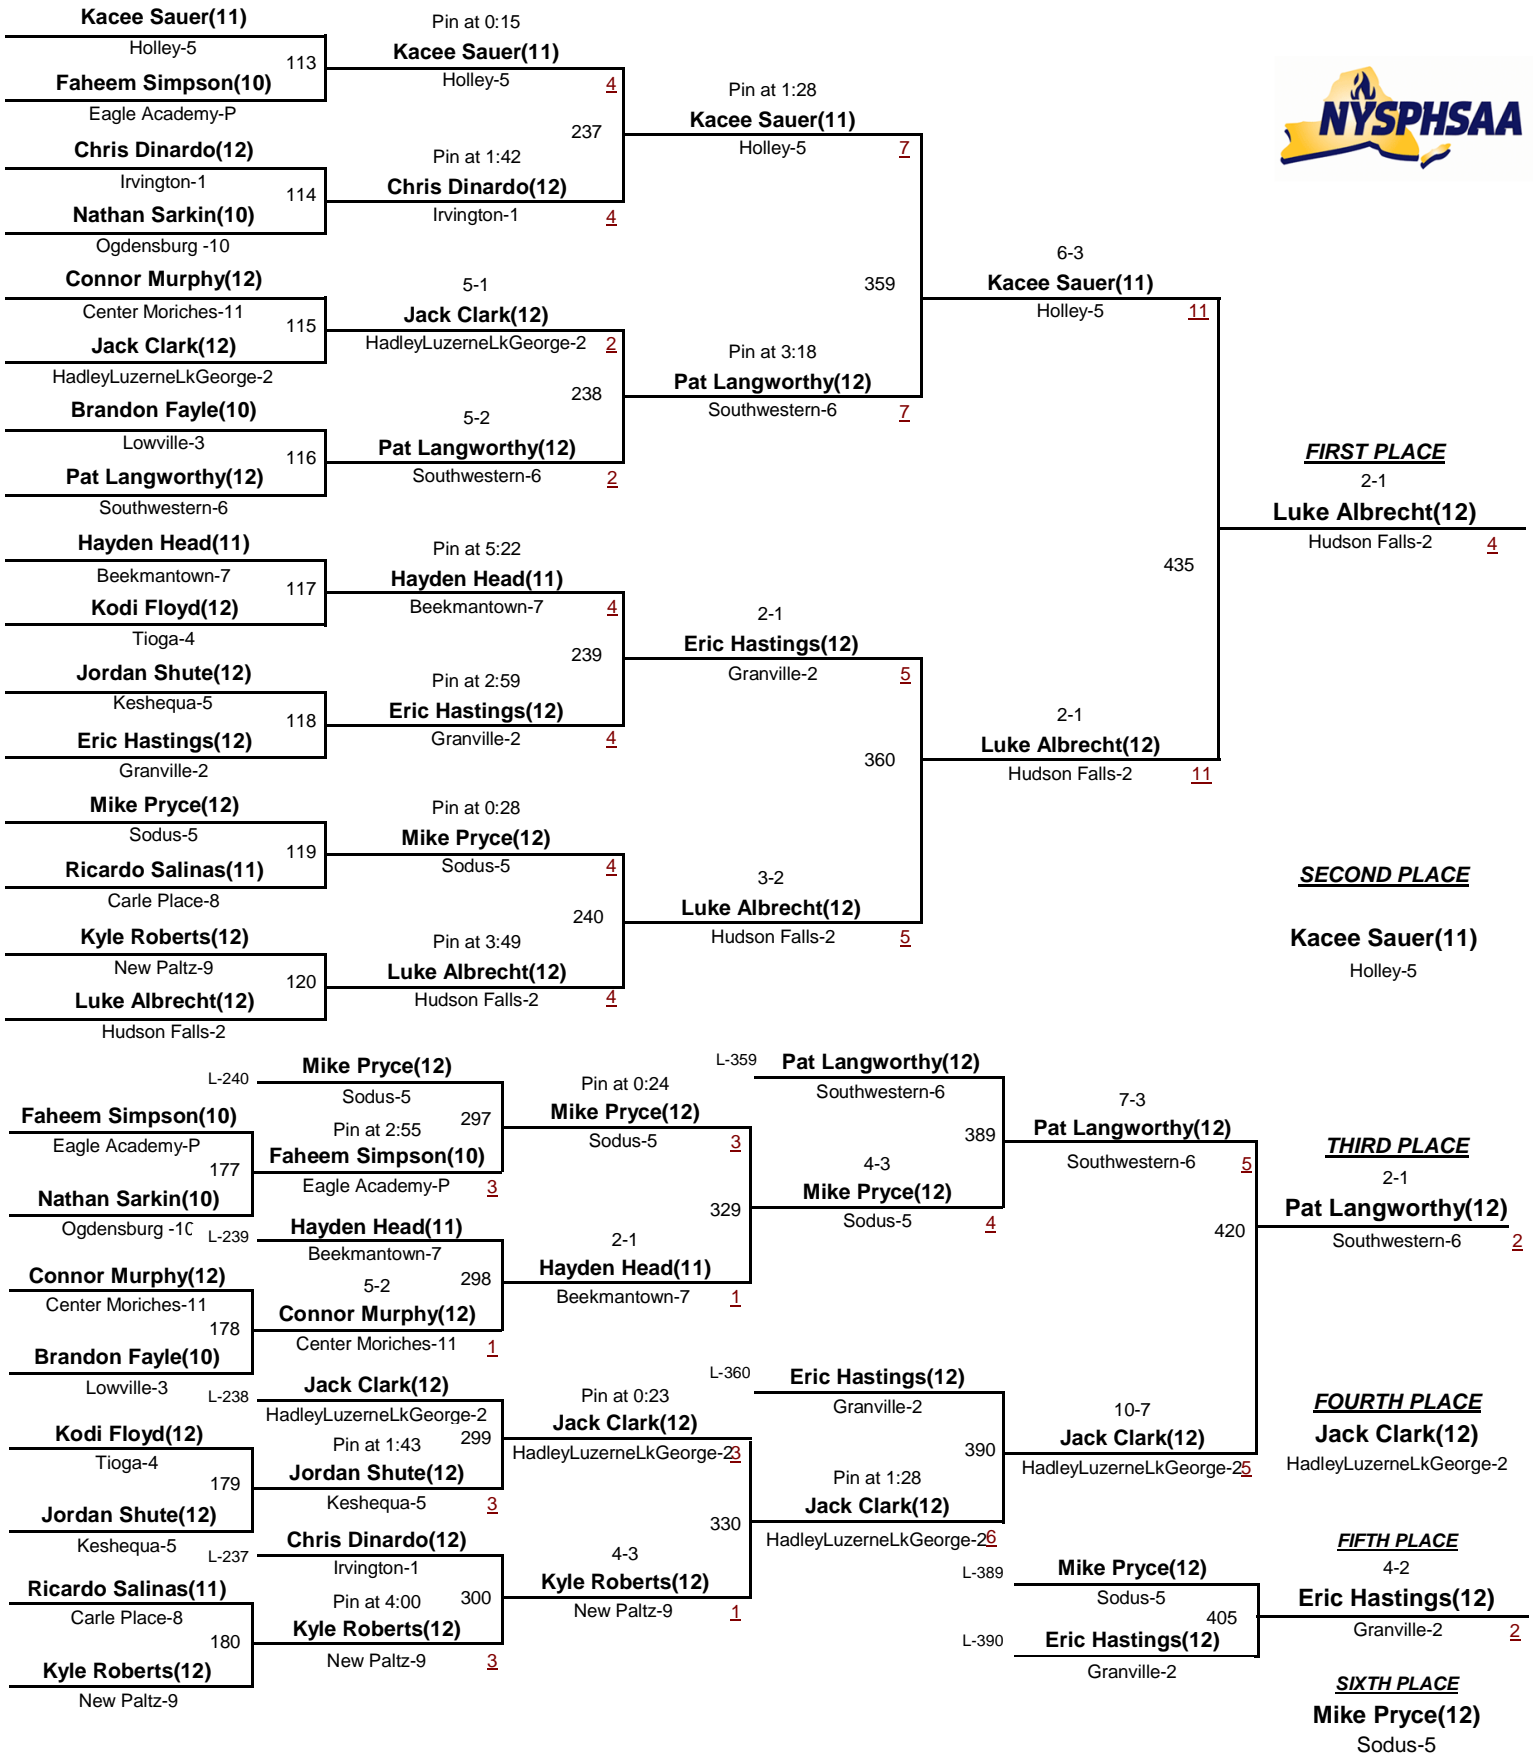 Kacee Sauer(11)
Holley-5
113
Faheem Simpson(10)
Eagle Academy-P
Chris Dinardo(12)
Irvington-1
114
Nathan Sarkin(10)
Ogdensburg -10
Connor Murphy(12)
Center Moriches-11
115
Jack Clark(12)
HadleyLuzerneLkGeorge-2
Brandon Fayle(10)
Lowville-3
116
Pat Langworthy(12)
Southwestern-6
Hayden Head(11)
Beekmantown-7
117
Kodi Floyd(12)
Tioga-4
Jordan Shute(12)
Keshequa-5
118
Eric Hastings(12)
Granville-2
Mike Pryce(12)
Sodus-5
119
Ricardo Salinas(11)
Carle Place-8
Kyle Roberts(12)
New Paltz-9
120
Luke Albrecht(12)
Hudson Falls-2
Pin at 0:15
Kacee Sauer(11)
Holley-5
4
237
Pin at 1:42
Chris Dinardo(12)
Irvington-1
4
5-1
Jack Clark(12)
HadleyLuzerneLkGeorge-2
2
238
5-2
Pat Langworthy(12)
Southwestern-6
2
Pin at 5:22
Hayden Head(11)
Beekmantown-7
4
239
Pin at 2:59
Eric Hastings(12)
Granville-2
4
Pin at 0:28
Mike Pryce(12)
Sodus-5
4
240
Pin at 3:49
Luke Albrecht(12)
Hudson Falls-2
4
Pin at 1:28
Kacee Sauer(11)
Holley-5
7
359
Pin at 3:18
Pat Langworthy(12)
Southwestern-6
7
2-1
Eric Hastings(12)
Granville-2
5
360
3-2
Luke Albrecht(12)
Hudson Falls-2
5
6-3
Kacee Sauer(11)
Holley-5
11
435
2-1
Luke Albrecht(12)
Hudson Falls-2
11
NYSPHSAA
FIRST PLACE
2-1
Luke Albrecht(12)
Hudson Falls-2
4
SECOND PLACE
Kacee Sauer(11)
Holley-5
L-240
Mike Pryce(12)
Sodus-5
297
Faheem Simpson(10)
Eagle Academy-P
177
Nathan Sarkin(10)
Ogdensburg -10
Pin at 2:55
Faheem Simpson(10)
Eagle Academy-P
3
L-239
Hayden Head(11)
Beekmantown-7
298
Connor Murphy(12)
Center Moriches-11
178
Brandon Fayle(10)
Lowville-3
5-2
Connor Murphy(12)
Center Moriches-11
1
L-238
Jack Clark(12)
HadleyLuzerneLkGeorge-2
299
Kodi Floyd(12)
Tioga-4
179
Jordan Shute(12)
Keshequa-5
Pin at 1:43
Jordan Shute(12)
Keshequa-5
3
L-237
Chris Dinardo(12)
Irvington-1
300
Ricardo Salinas(11)
Carle Place-8
180
Kyle Roberts(12)
New Paltz-9
Pin at 4:00
Kyle Roberts(12)
New Paltz-9
3
Pin at 0:24
Mike Pryce(12)
Sodus-5
3
329
2-1
Hayden Head(11)
Beekmantown-7
1
Pin at 0:23
Jack Clark(12)
HadleyLuzerneLkGeorge-2
3
330
4-3
Kyle Roberts(12)
New Paltz-9
1
L-359
Pat Langworthy(12)
Southwestern-6
389
4-3
Mike Pryce(12)
Sodus-5
4
L-360
Eric Hastings(12)
Granville-2
390
Pin at 1:28
Jack Clark(12)
HadleyLuzerneLkGeorge-2
6
7-3
Pat Langworthy(12)
Southwestern-6
5
420
10-7
Jack Clark(12)
HadleyLuzerneLkGeorge-2
5
THIRD PLACE
2-1
Pat Langworthy(12)
Southwestern-6
2
FOURTH PLACE
Jack Clark(12)
HadleyLuzerneLkGeorge-2
L-389
Mike Pryce(12)
Sodus-5
405
L-390
Eric Hastings(12)
Granville-2
FIFTH PLACE
4-2
Eric Hastings(12)
Granville-2
2
SIXTH PLACE
Mike Pryce(12)
Sodus-5